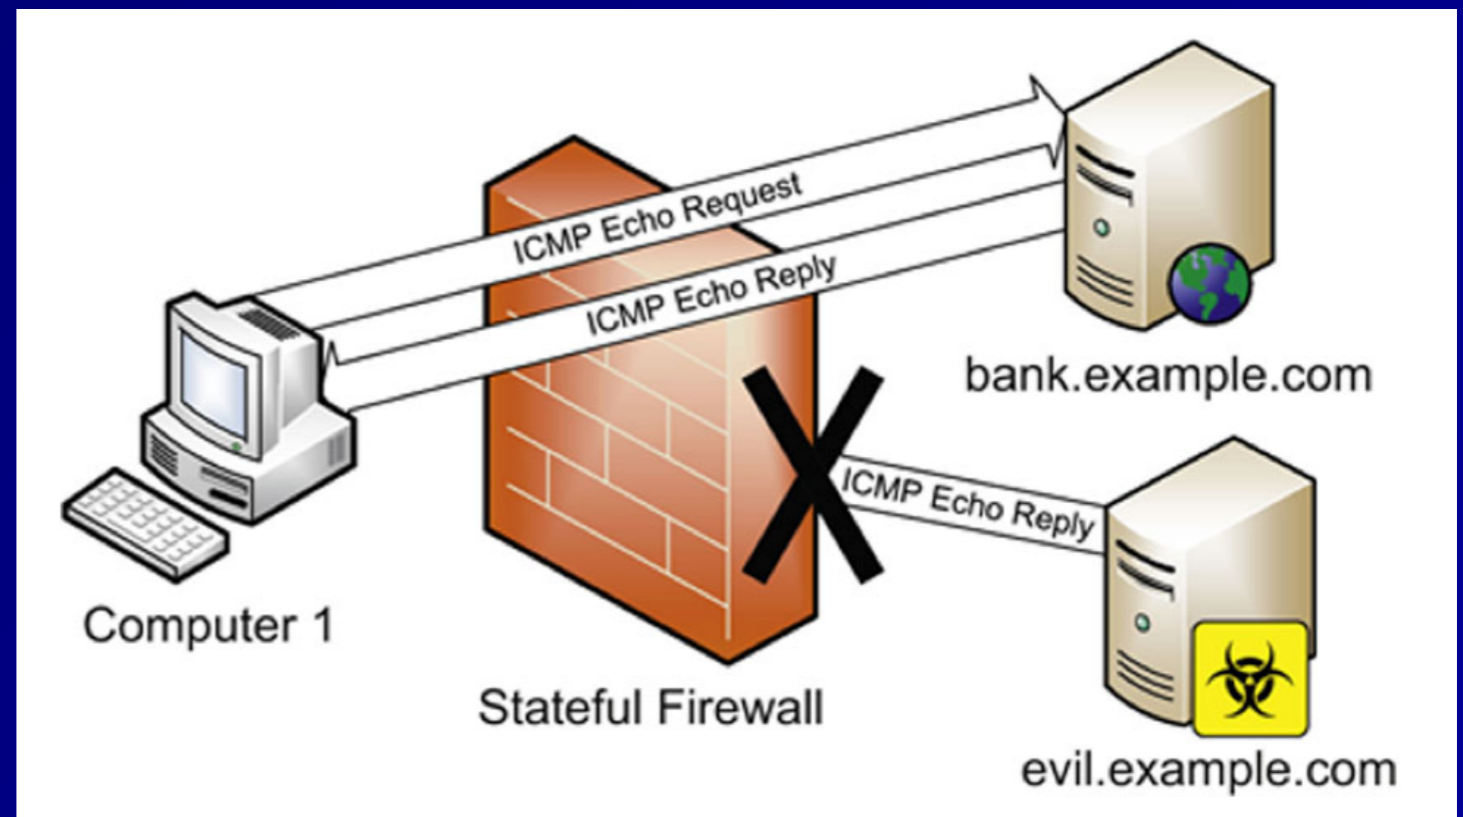 ICMP Echo Request
ICMP Echo Reply
bank.example.com
ICMP Echo Reply
Computer 1
Stateful Firewall
evil.example.com